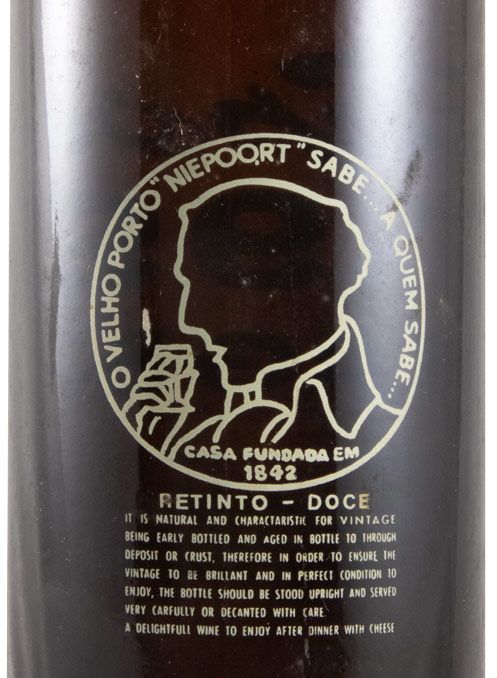 O VELHO PORTO "NIEPOORT" SABE... A QUEM SABE...
CASA FUNDADA EM
1842
RETINTO - DOCE
IT IS NATURAL AND CHARACTARISTIC FOR VINTAGE
BEING EARLY BOTTLED AND AGED IN BOTTLE TO THROUGH
DEPOSIT OR CRUST, THEREFORE IN ORDER TO ENSURE THE
VINTAGE TO BE BRILLANT AND IN PERFECT CONDITION TO
ENJOY, THE BOTTLE SHOULD BE STOOD UPRIGHT AND SERVED
VERY CARFULLY OR DECANTED WITH CARE
A DELIGHTFULL WINE TO ENJOY AFTER DINNER WITH CHEESE